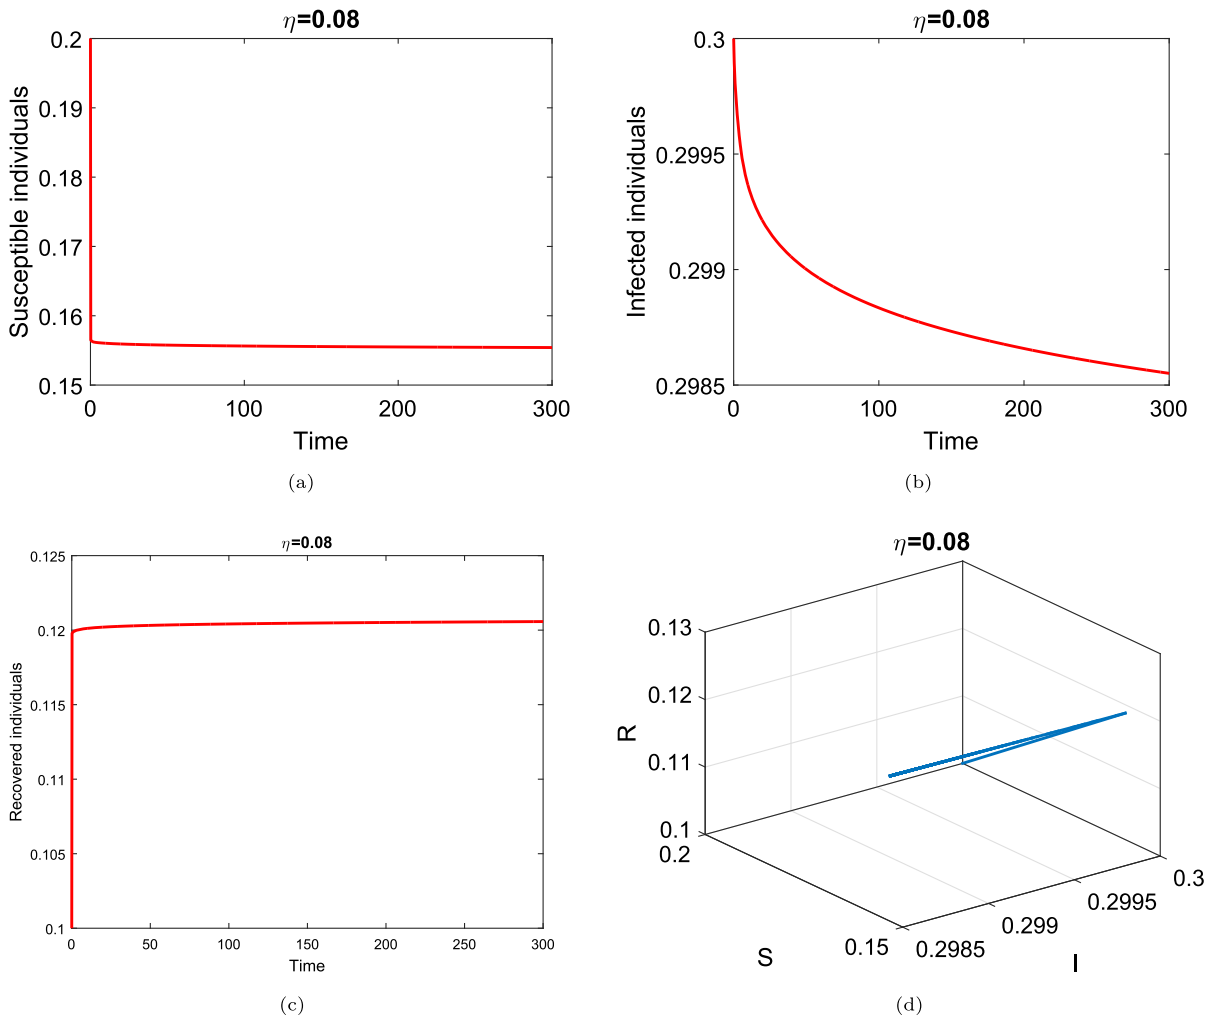 η=0.08
Susceptible individuals
0.2
0.19
0.18
0.17
0.16
0.15
0 100 200 300
Time
(a)
η=0.08
Infected individuals
0.3
0.2995
0.299
0.2985
0 100 200 300
Time
(b)
η=0.08
Recovered individuals
0.125
0.12
0.115
0.11
0.105
0.1
0 50 100 150 200 250 300
Time
(c)
η=0.08
R
0.13
0.12
0.11
0.1
0.2
0.15
S
0.2985
0.299
0.2995
0.3
I
(d)